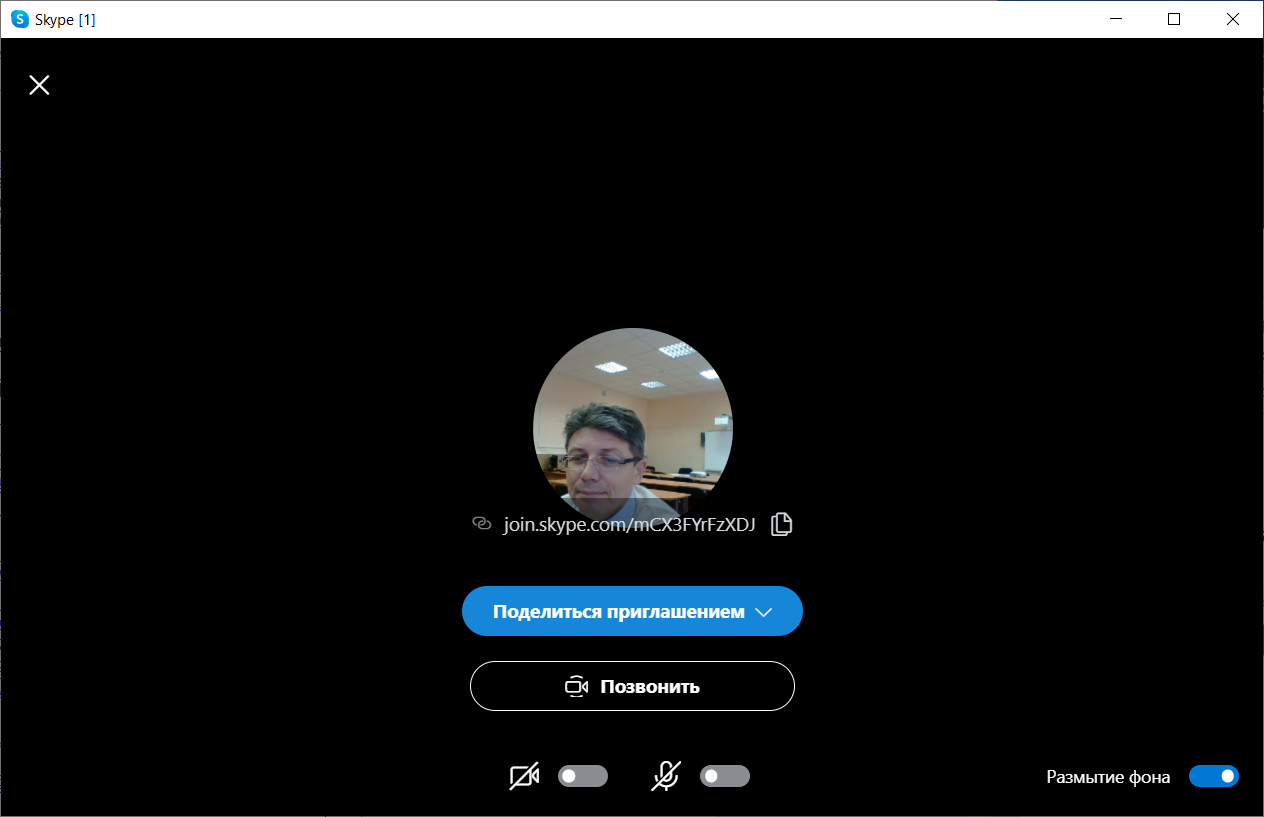 Skype [1]
join.skype.com/mCX3FYrFzXDJ
Поделиться приглашением
Позвонить
Размытие фона